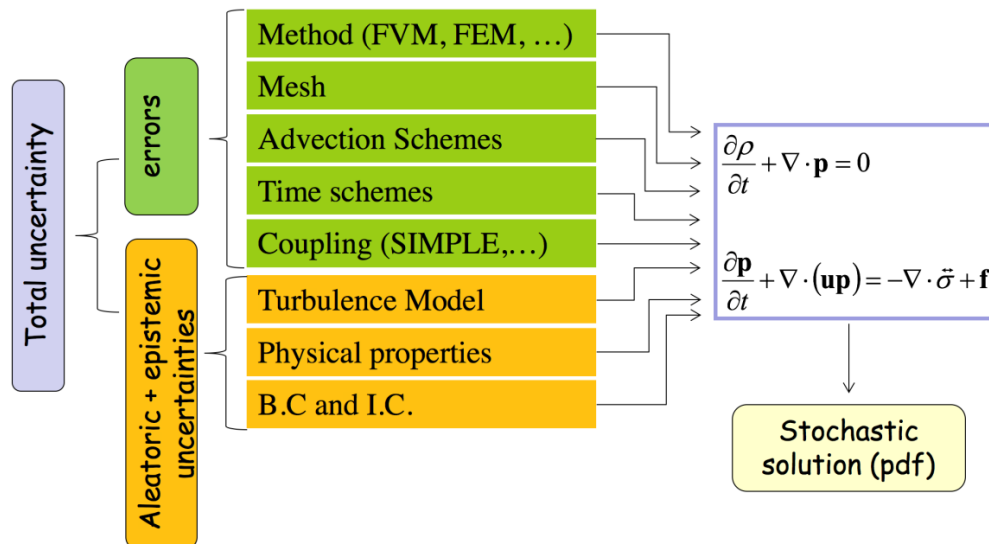 Total uncertainty
errors
Aleatoric + epistemic
uncertainties
Method (FVM, FEM, …)
Mesh
Advection Schemes
Time schemes
Coupling (SIMPLE,…)
Turbulence Model
Physical properties
B.C and I.C.
∂ρ/∂t + ∇·p = 0
∂p/∂t + ∇·(up) = −∇·σ̈ + f
Stochastic
solution (pdf)